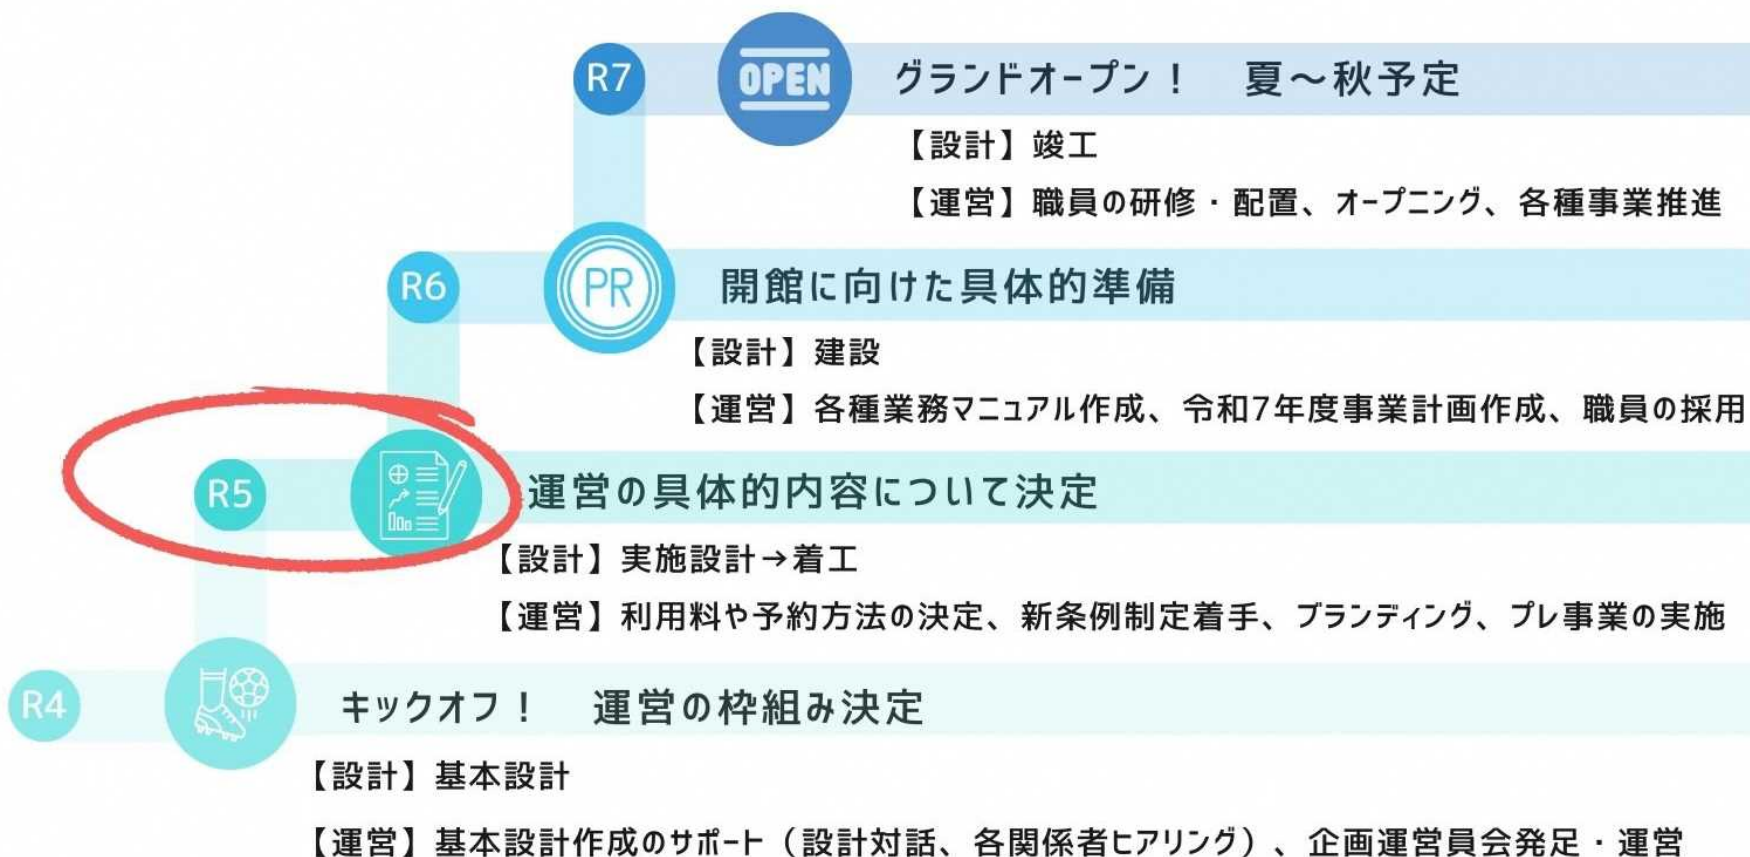 R7 OPEN グランドオープン！ 夏～秋予定
【設計】竣工
【運営】職員の研修・配置、オープニング、各種事業推進
R6 PR 開館に向けた具体的準備
【設計】建設
【運営】各種業務マニュアル作成、令和7年度事業計画作成、職員の採用
R5 運営の具体的内容について決定
【設計】実施設計→着工
【運営】利用料や予約方法の決定、新条例制定着手、ブランディング、プレ事業の実施
R4 キックオフ！ 運営の枠組み決定
【設計】基本設計
【運営】基本設計作成のサポート（設計対話、各関係者ヒアリング）、企画運営員会発足・運営